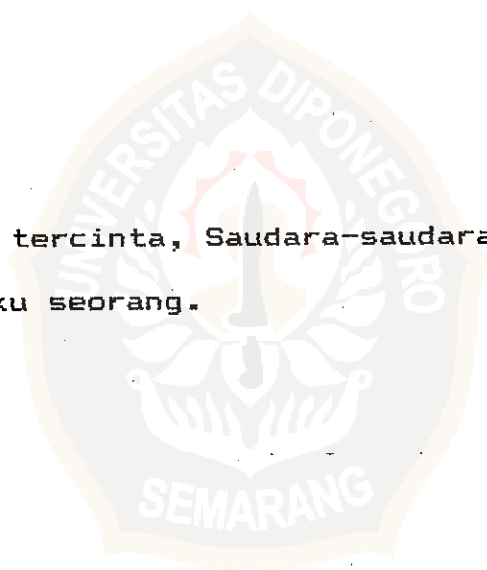 UNIVERSITAS DIPONEGORO
tercinta, Saudara-saudara
ku seorang.
SEMARANG